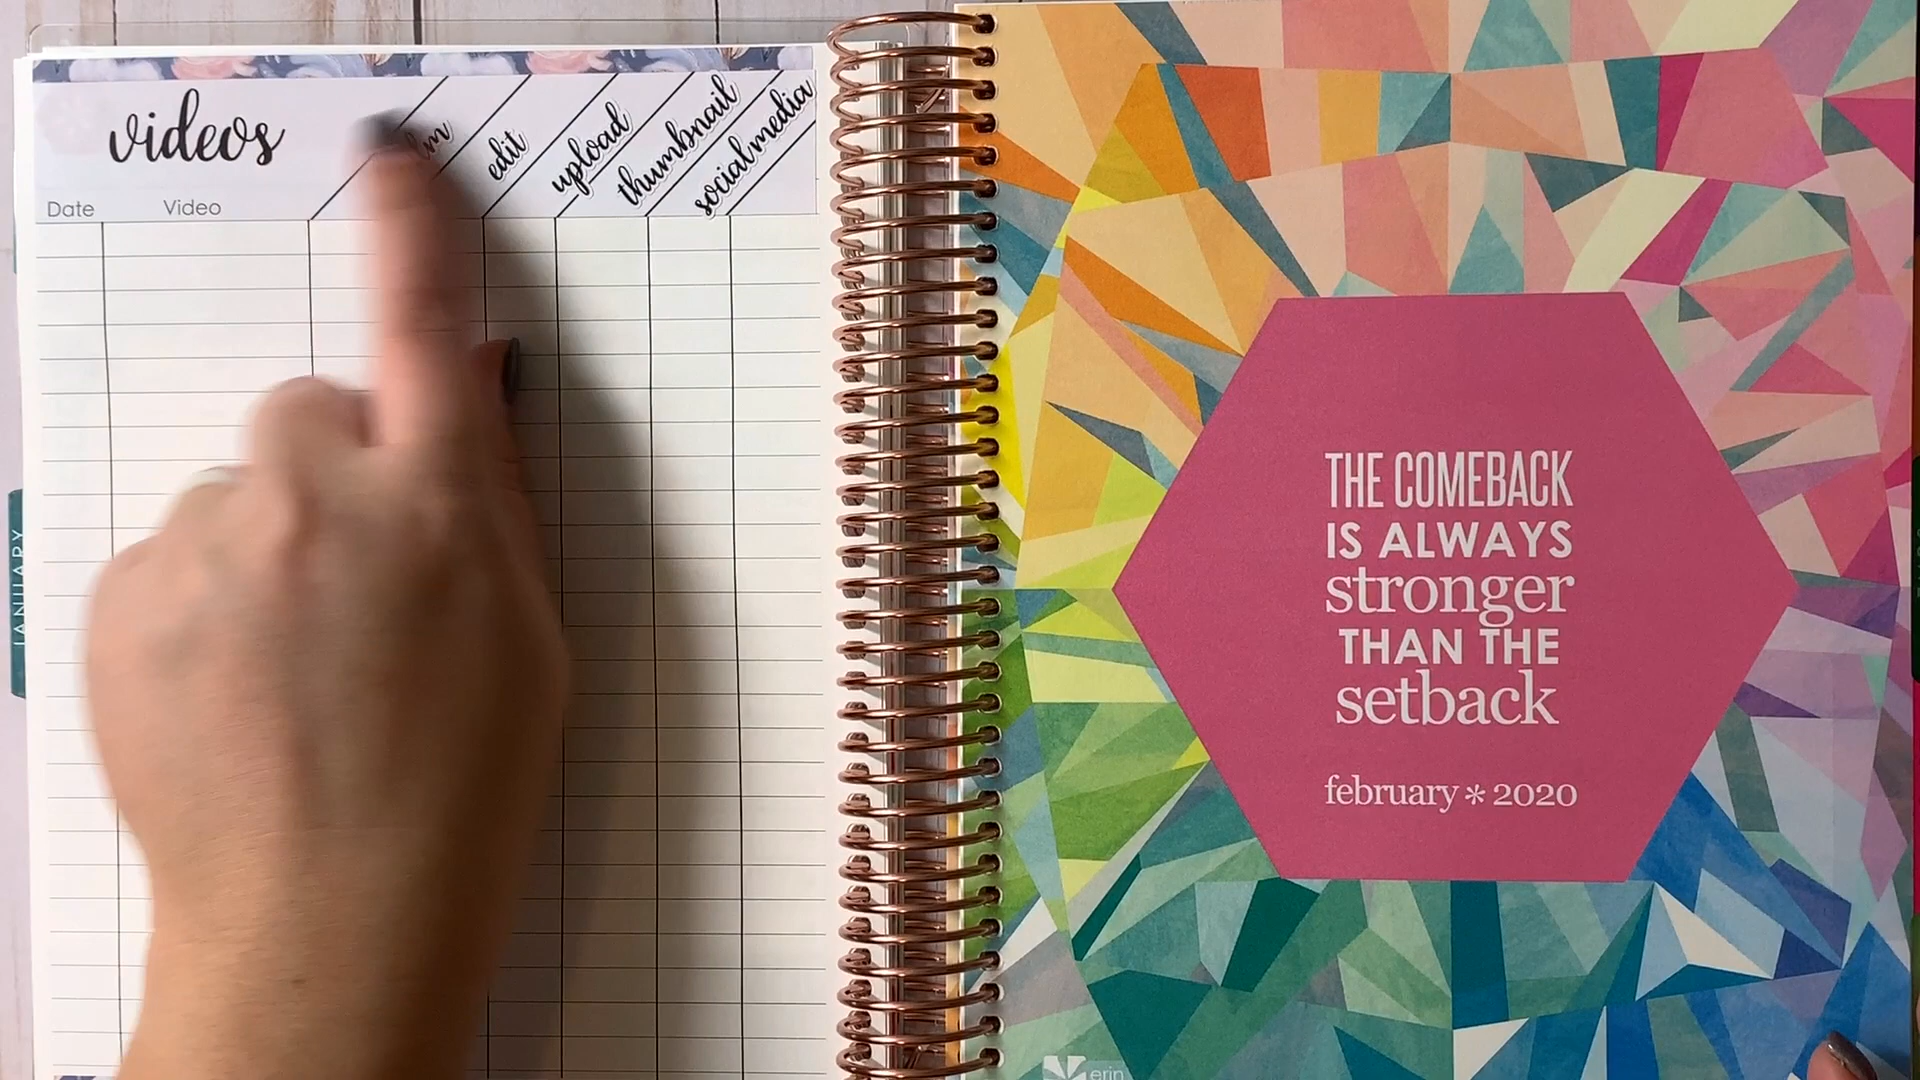 videos
edit
upload
thumbnail
social media
Date
Video
JANUARY
THE COMEBACK
IS ALWAYS
stronger
THAN THE
setback
february * 2020
erin